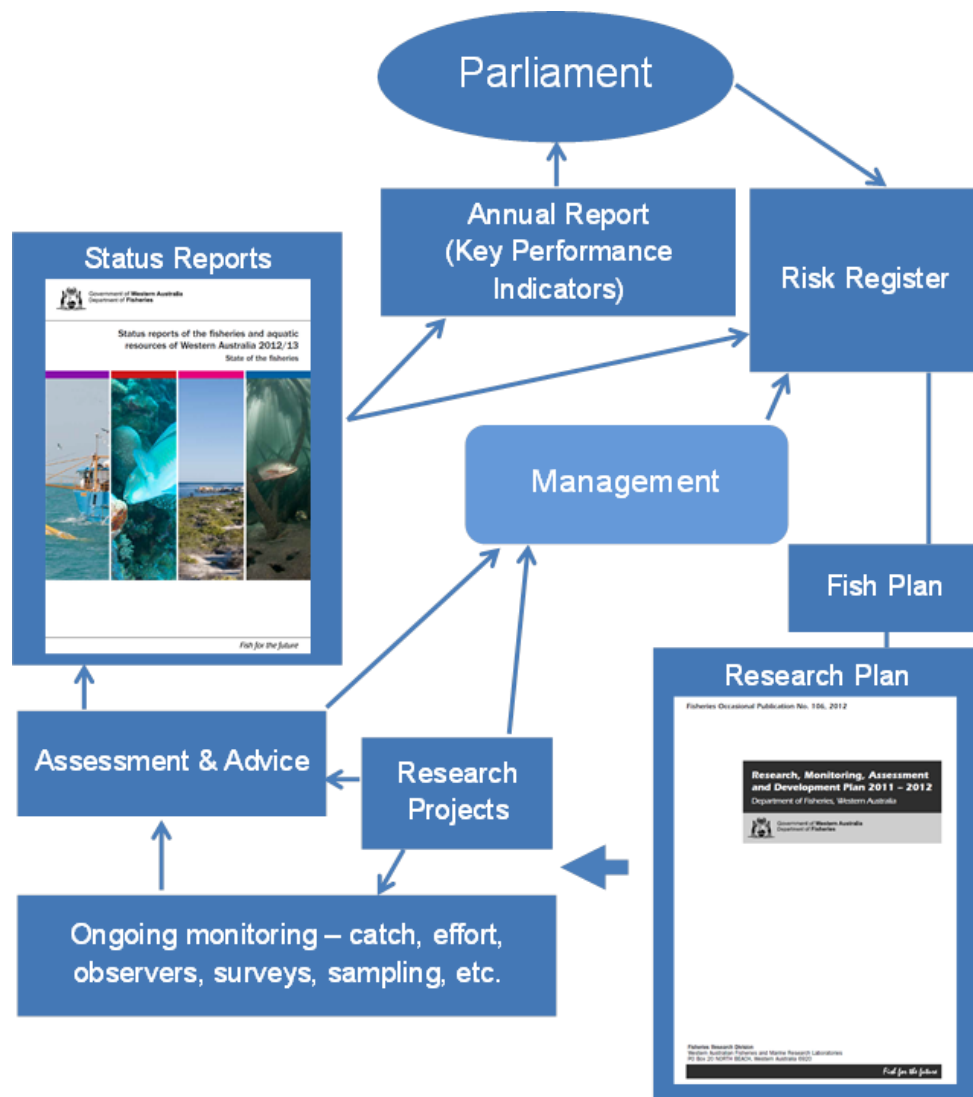 Parliament
Annual Report
(Key Performance
Indicators)
Risk Register
Status Reports
Government of Western Australia
Department of Fisheries
Status reports of the fisheries and aquatic
resources of Western Australia 2012/13
State of the fisheries
Fish for the future
Management
Fish Plan
Research Plan
Fisheries Occasional Publication No. 106, 2012
Research, Monitoring, Assessment
and Development Plan 2011 – 2012
Department of Fisheries, Western Australia
Government of Western Australia
Department of Fisheries
Assessment & Advice
Research
Projects
Ongoing monitoring – catch, effort,
observers, surveys, sampling, etc.
Fisheries Research Division
Western Australian Fisheries and Marine Research Laboratories
PO Box 20 NORTH BEACH, Western Australia 6920
Fish for the future